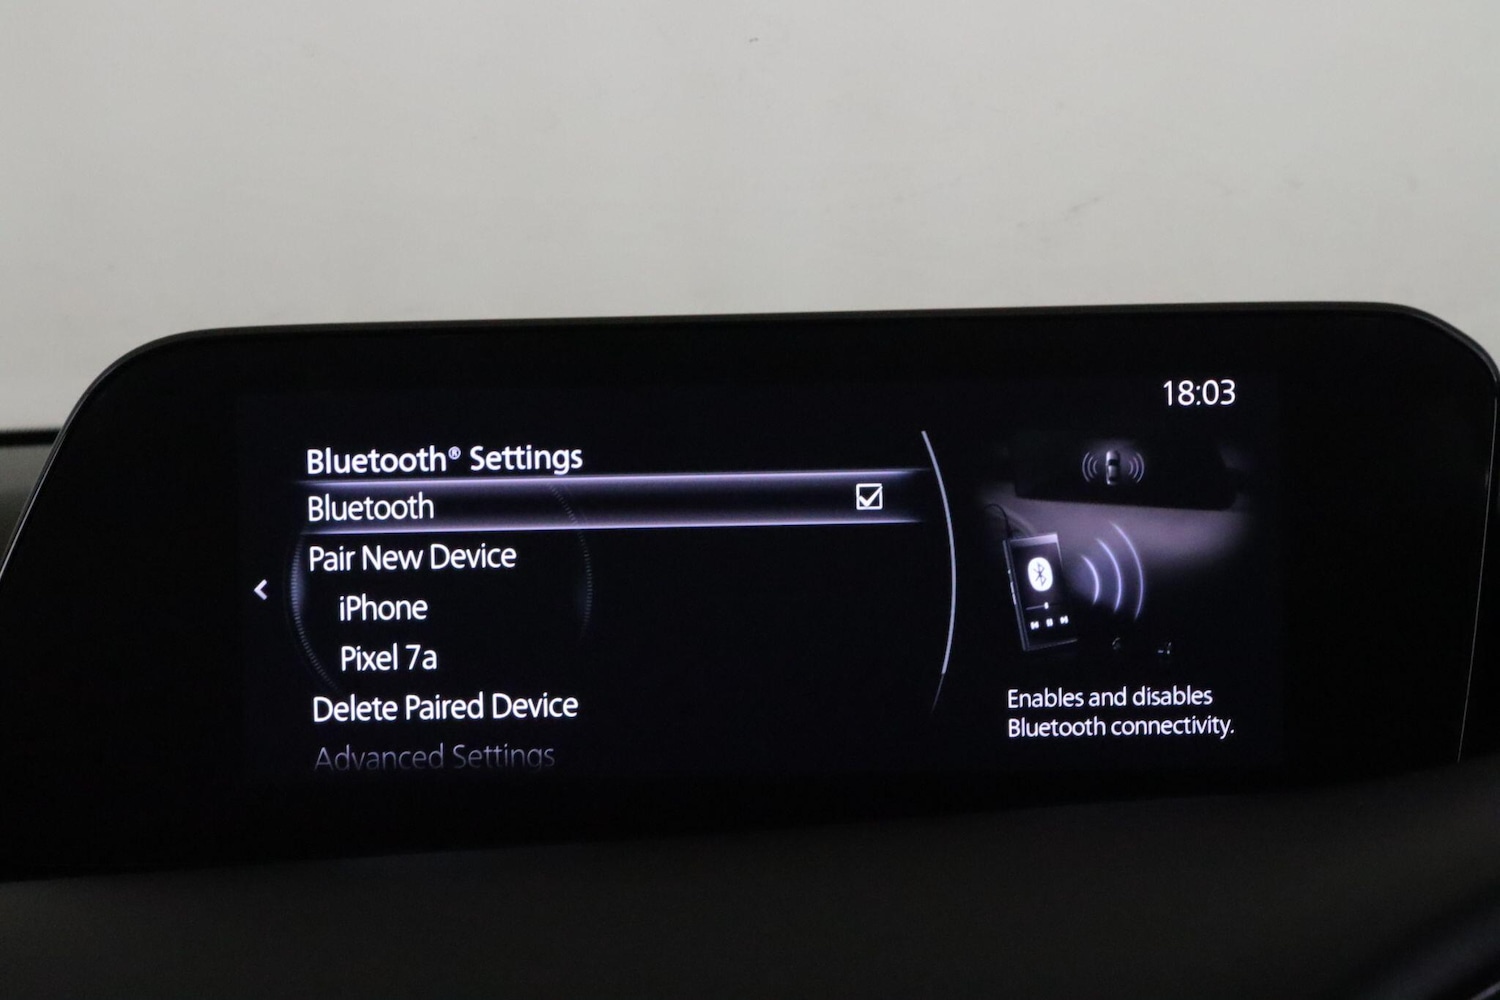 18:03
Bluetooth® Settings
Bluetooth
Pair New Device
iPhone
Pixel 7a
Delete Paired Device
Advanced Settings
Enables and disables
Bluetooth connectivity.